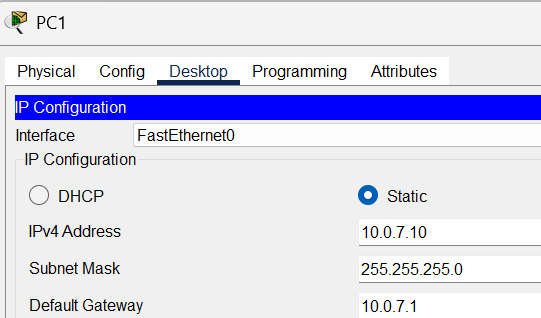 PC1
Physical Config Desktop Programming Attributes
IP Configuration
Interface FastEthernet0
IP Configuration
DHCP Static
IPv4 Address 10.0.7.10
Subnet Mask 255.255.255.0
Default Gateway 10.0.7.1